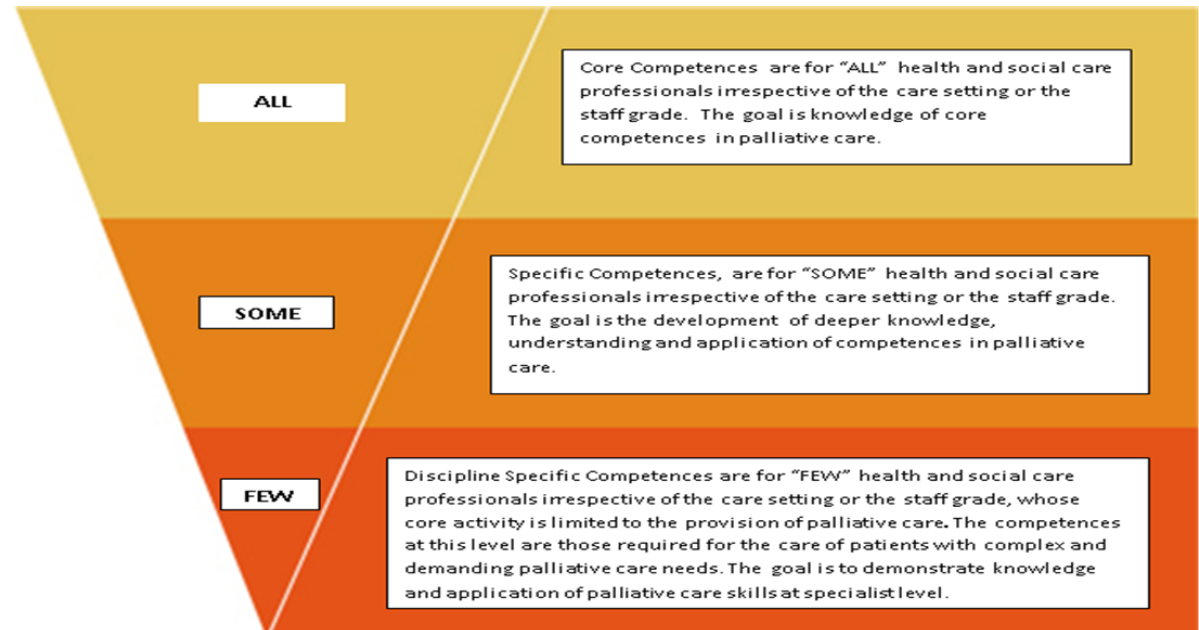 ALL
Core Competences are for “ALL” health and social care
professionals irrespective of the care setting or the
staff grade. The goal is knowledge of core
competences in palliative care.
SOME
Specific Competences, are for “SOME” health and social care
professionals irrespective of the care setting or the staff grade.
The goal is the development of deeper knowledge,
understanding and application of competences in palliative
care.
FEW
Discipline Specific Competences are for “FEW” health and social care
professionals irrespective of the care setting or the staff grade, whose
core activity is limited to the provision of palliative care. The competences
at this level are those required for the care of patients with complex and
demanding palliative care needs. The goal is to demonstrate knowledge
and application of palliative care skills at specialist level.